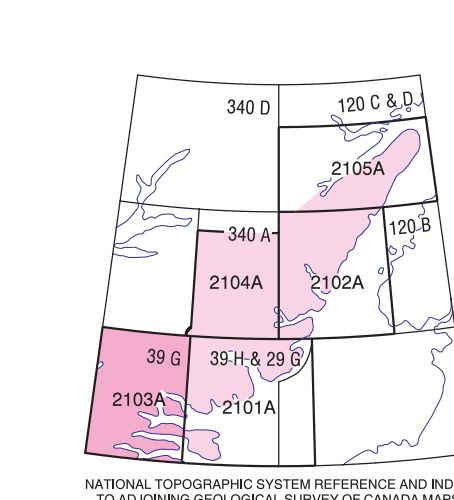 340 D
120 C & D
2105A
340 A
120 B
2104A
2102A
39 G
39 H & 29 G
2103A
2101A
NATIONAL TOPOGRAPHIC SYSTEM REFERENCE AND IND
TO ADJOINING GEOLOGICAL SURVEY OF CANADA MAPS